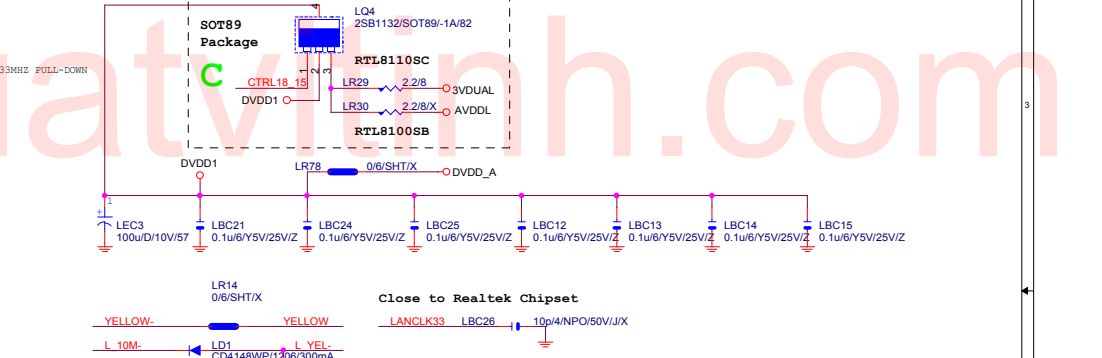 4
LQ4
2SB1132/SOT89/-1A/82
SOT89
Package
C
33MHZ PULL-DOWN
1 2 3
RTL8110SC
CTRL18_15
LR29 2.2/8 3VDUAL
DVDD1
LR30 2.2/8/X AVDDL
RTL8100SB
DVDD1
LR78 0/6/SHT/X DVDD_A
3
atvitinh.com
1
+
LEC3
100u/D/10V/57
LBC21
0.1u/6/Y5V/25V/Z
LBC24
0.1u/6/Y5V/25V/Z
LBC25
0.1u/6/Y5V/25V/Z
LBC12
0.1u/6/Y5V/25V/Z
LBC13
0.1u/6/Y5V/25V/Z
LBC14
0.1u/6/Y5V/25V/Z
LBC15
0.1u/6/Y5V/25V/Z
LR14
0/6/SHT/X
YELLOW- YELLOW
L_10M- LD1 L_YEL-
CD4148WP/1206/300mA
Close to Realtek Chipset
LANCLK33 LBC26 10p/4/NPO/50V/J/X